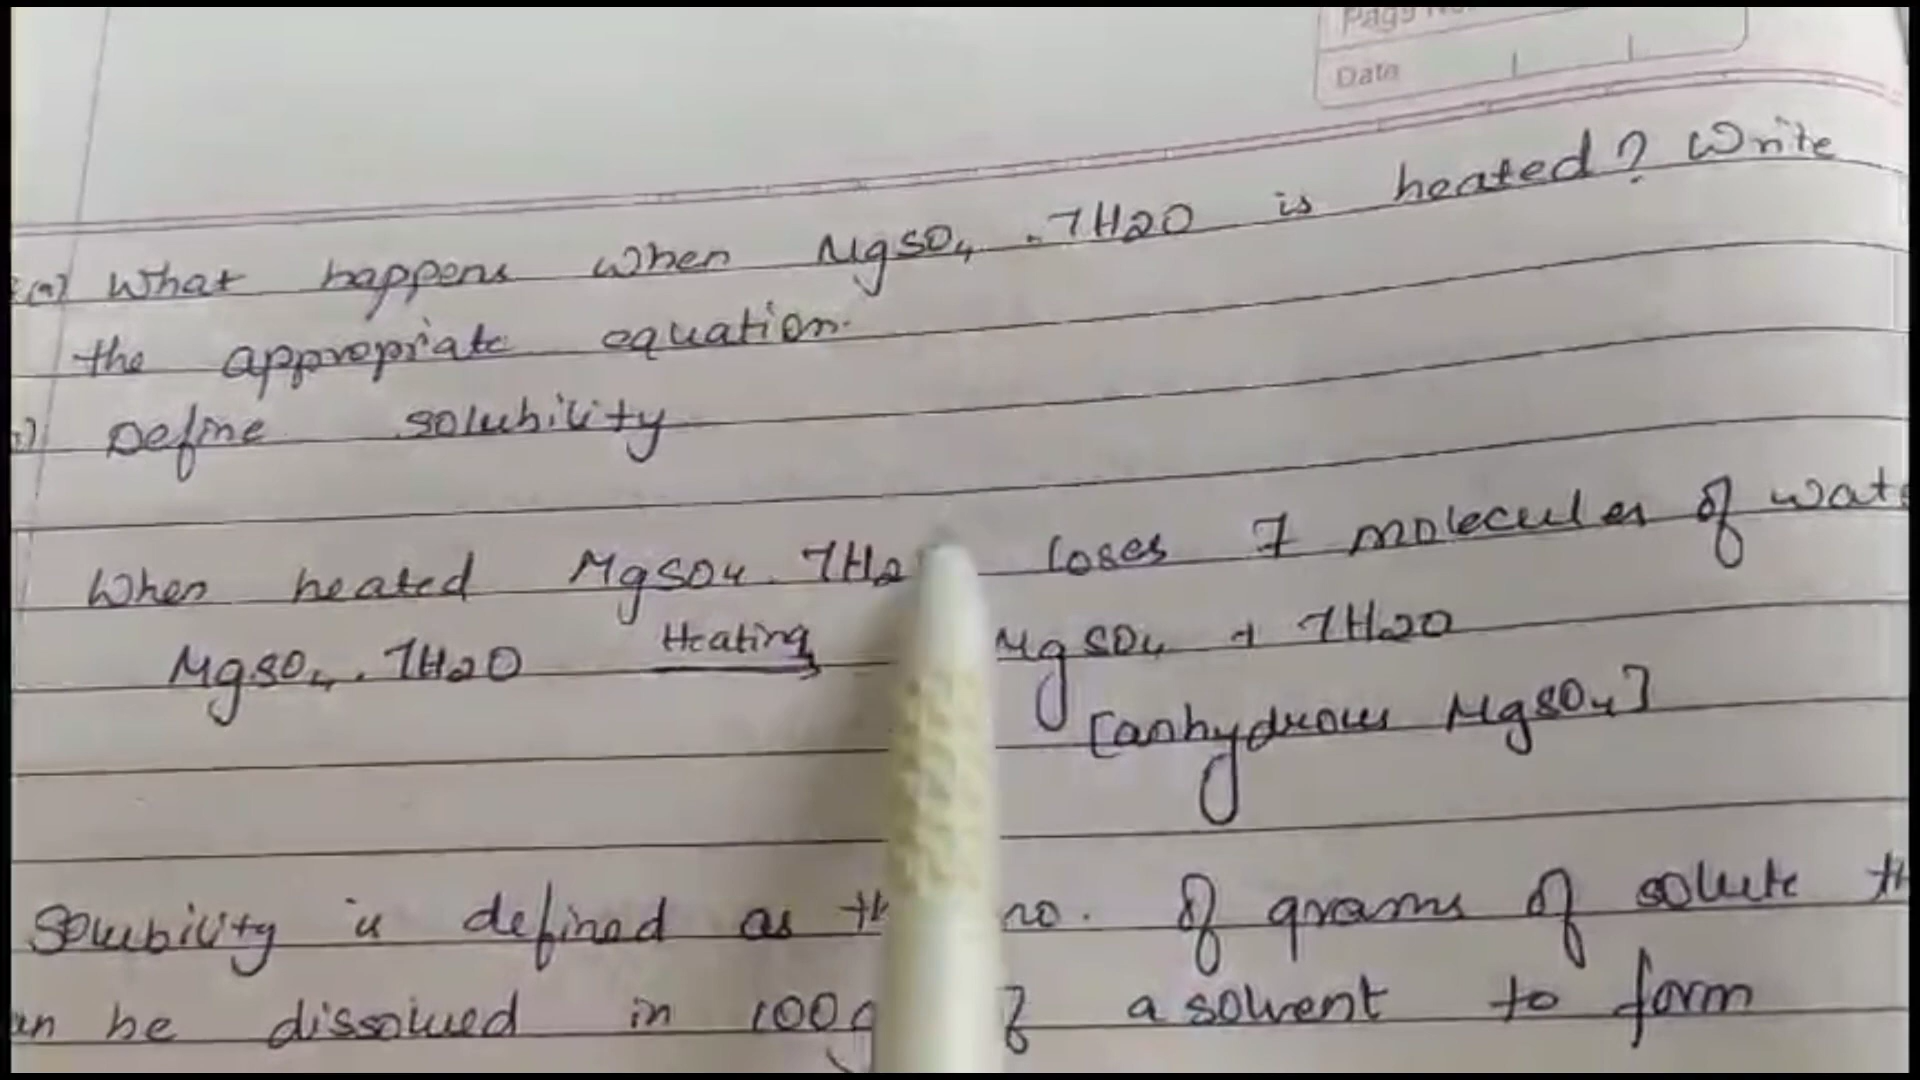 Page No.
Date
(a) What happens when MgSO4 . 7H2O is heated? Write
the appropriate equation.
Define solubility
When heated MgSO4 . 7H2 loses 7 molecules of
MgSO4 . 7H2O Heating MgSO4 + 7H2O
[anhydrous MgSO4]
Solubility is defined as no. of grams of solute
be dissolved in 100g of a solvent to form